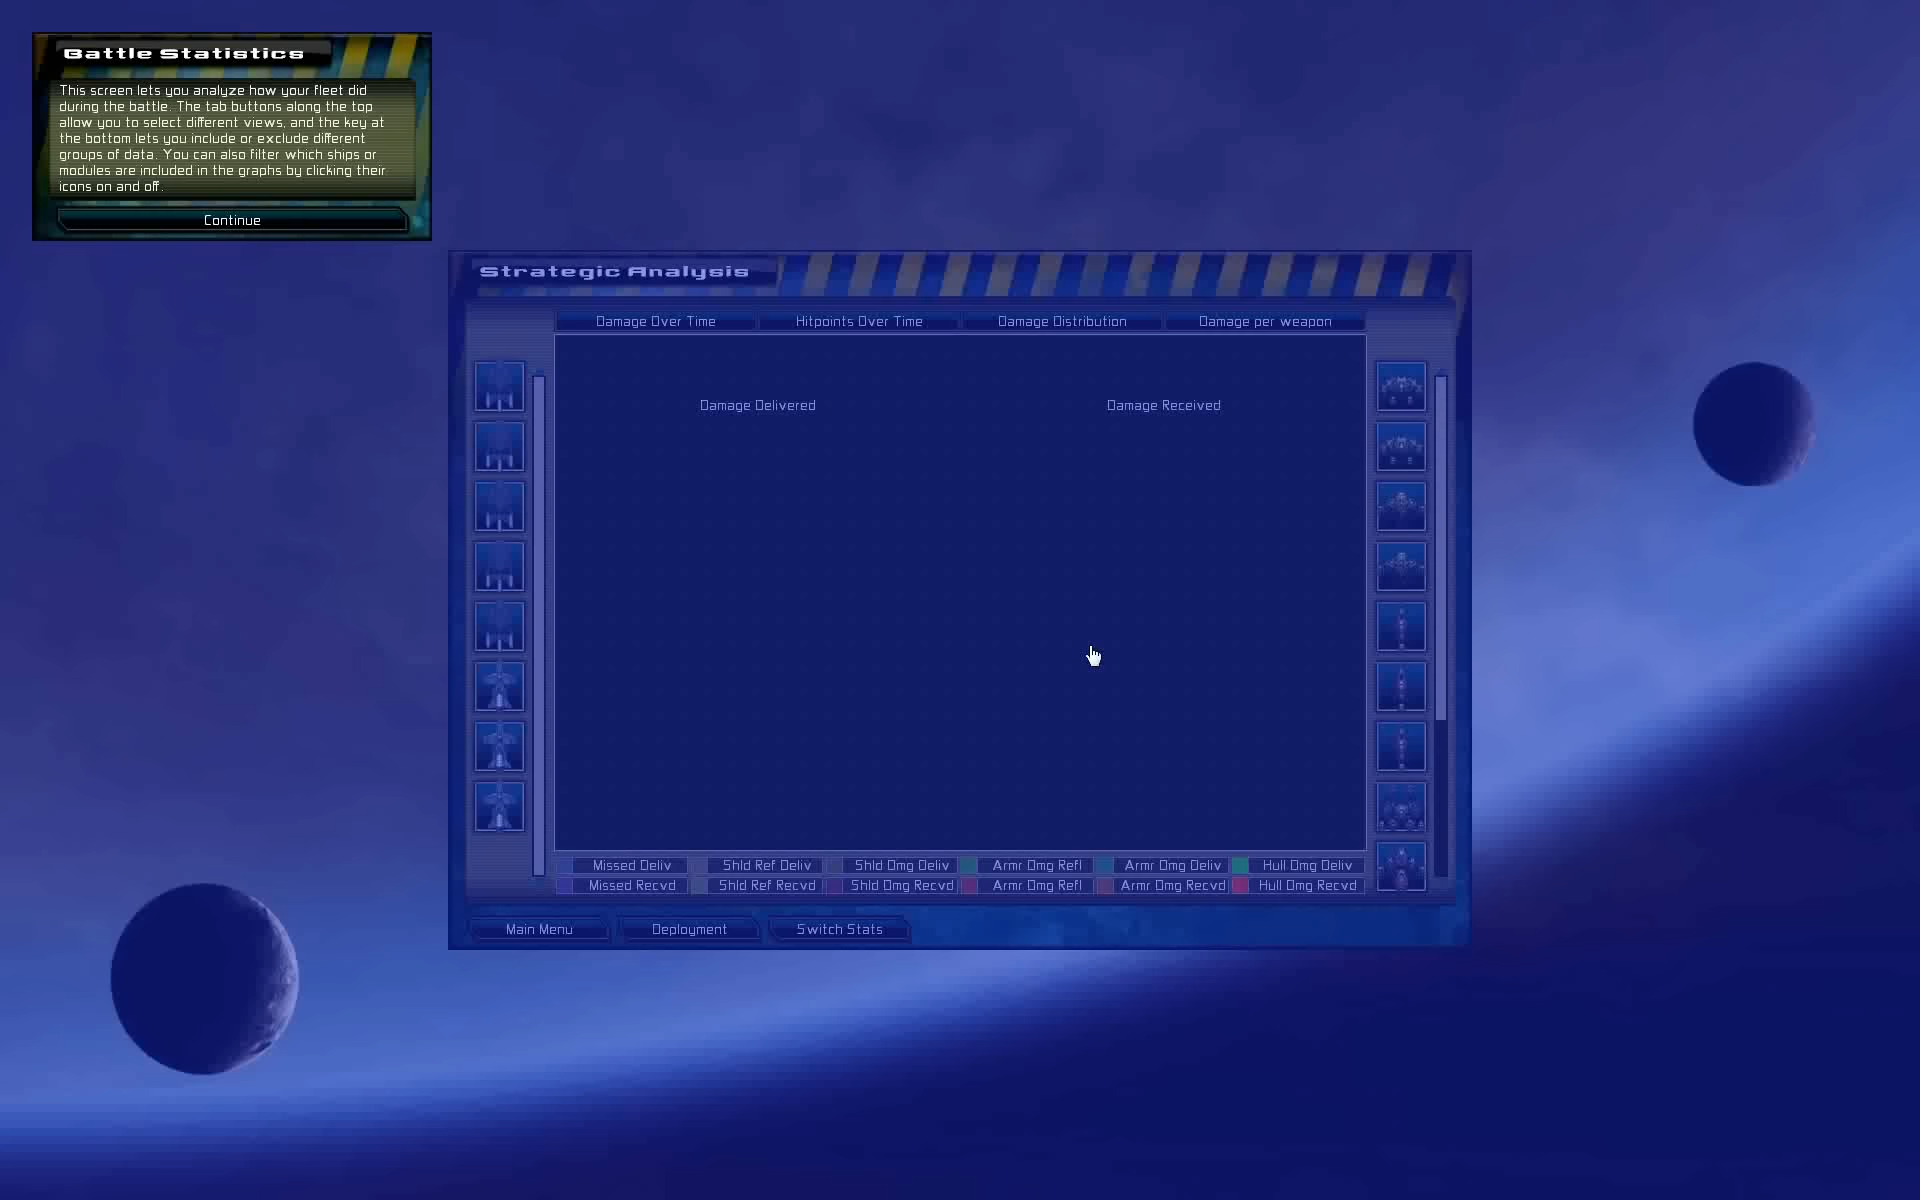 Battle Statistics
This screen lets you analyze how your fleet did
during the battle. The tab buttons along the top
allow you to select different views, and the key at
the bottom lets you include or exclude different
groups of data. You can also filter which ships or
modules are included in the graphs by clicking their
icons on and off.
Continue
Strategic Analysis
Damage Over Time
Hitpoints Over Time
Damage Distribution
Damage per weapon
Damage Delivered
Damage Received
Missed Deliv
Shld Ref Deliv
Shld Dmg Deliv
Armr Dmg Refl
Armr Dmg Deliv
Hull Dmg Deliv
Missed Recvd
Shld Ref Recvd
Shld Dmg Recvd
Armr Dmg Refl
Armr Dmg Recvd
Hull Dmg Recvd
Main Menu
Deployment
Switch Stats